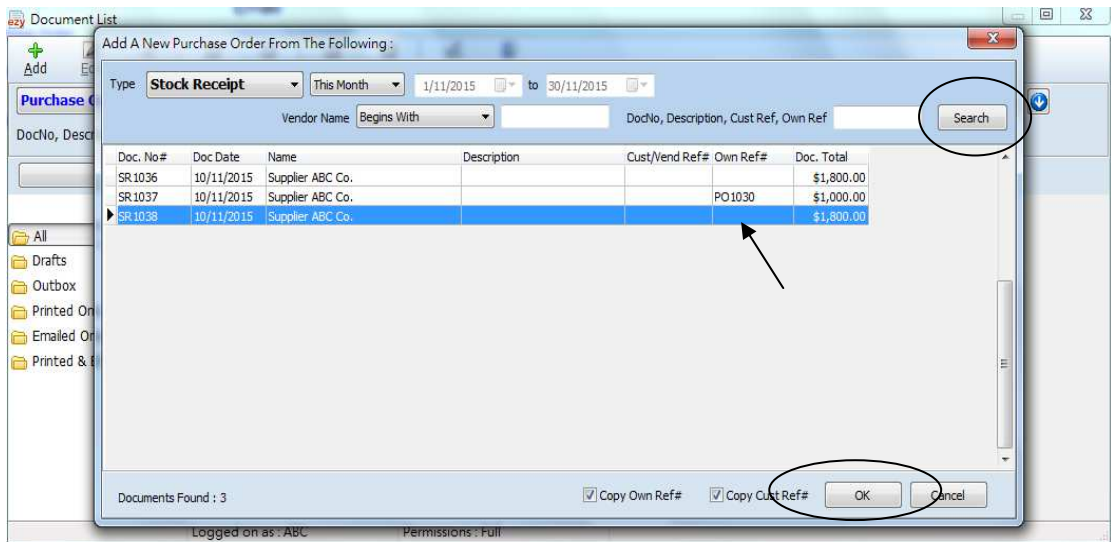 ezy Document List
Add A New Purchase Order From The Following :
Add
Type Stock Receipt This Month 1/11/2015 to 30/11/2015
Purchase
Vendor Name Begins With DocNo, Description, Cust Ref, Own Ref Search
DocNo, Descr
Doc. No# Doc Date Name Description Cust/Vend Ref# Own Ref# Doc. Total
SR1036 10/11/2015 Supplier ABC Co. $1,800.00
SR1037 10/11/2015 Supplier ABC Co. PO1030 $1,000.00
SR1038 10/11/2015 Supplier ABC Co. $1,800.00
All
Drafts
Outbox
Printed On
Emailed On
Printed &
Documents Found : 3 Copy Own Ref# Copy Cust Ref# OK Cancel
Logged on as : ABC Permissions : Full